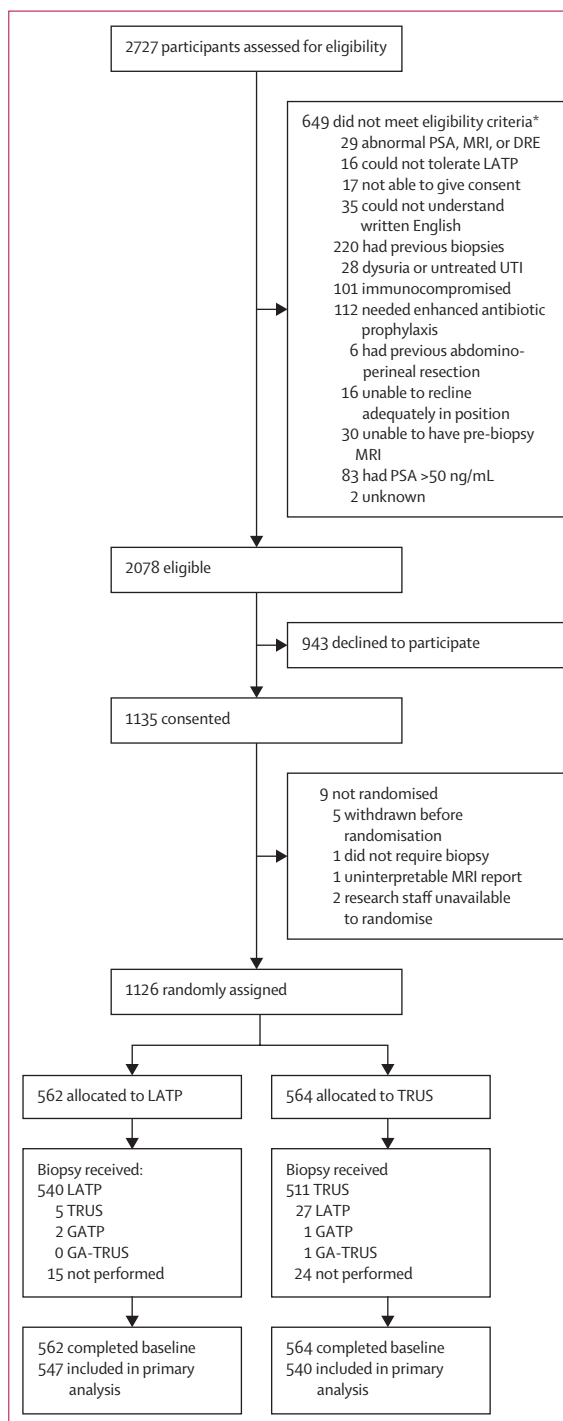 2727 participants assessed for eligibility
649 did not meet eligibility criteria*
29 abnormal PSA, MRI, or DRE
16 could not tolerate LATP
17 not able to give consent
35 could not understand
written English
220 had previous biopsies
28 dysuria or untreated UTI
101 immunocompromised
112 needed enhanced antibiotic
prophylaxis
6 had previous abdomino-
perineal resection
16 unable to recline
adequately in position
30 unable to have pre-biopsy
MRI
83 had PSA >50 ng/mL
2 unknown
2078 eligible
943 declined to participate
1135 consented
9 not randomised
5 withdrawn before
randomisation
1 did not require biopsy
1 uninterpretable MRI report
2 research staff unavailable
to randomise
1126 randomly assigned
562 allocated to LATP
564 allocated to TRUS
Biopsy received:
540 LATP
5 TRUS
2 GATP
0 GA-TRUS
15 not performed
Biopsy received
511 TRUS
27 LATP
1 GATP
1 GA-TRUS
24 not performed
562 completed baseline
547 included in primary
analysis
564 completed baseline
540 included in primary
analysis